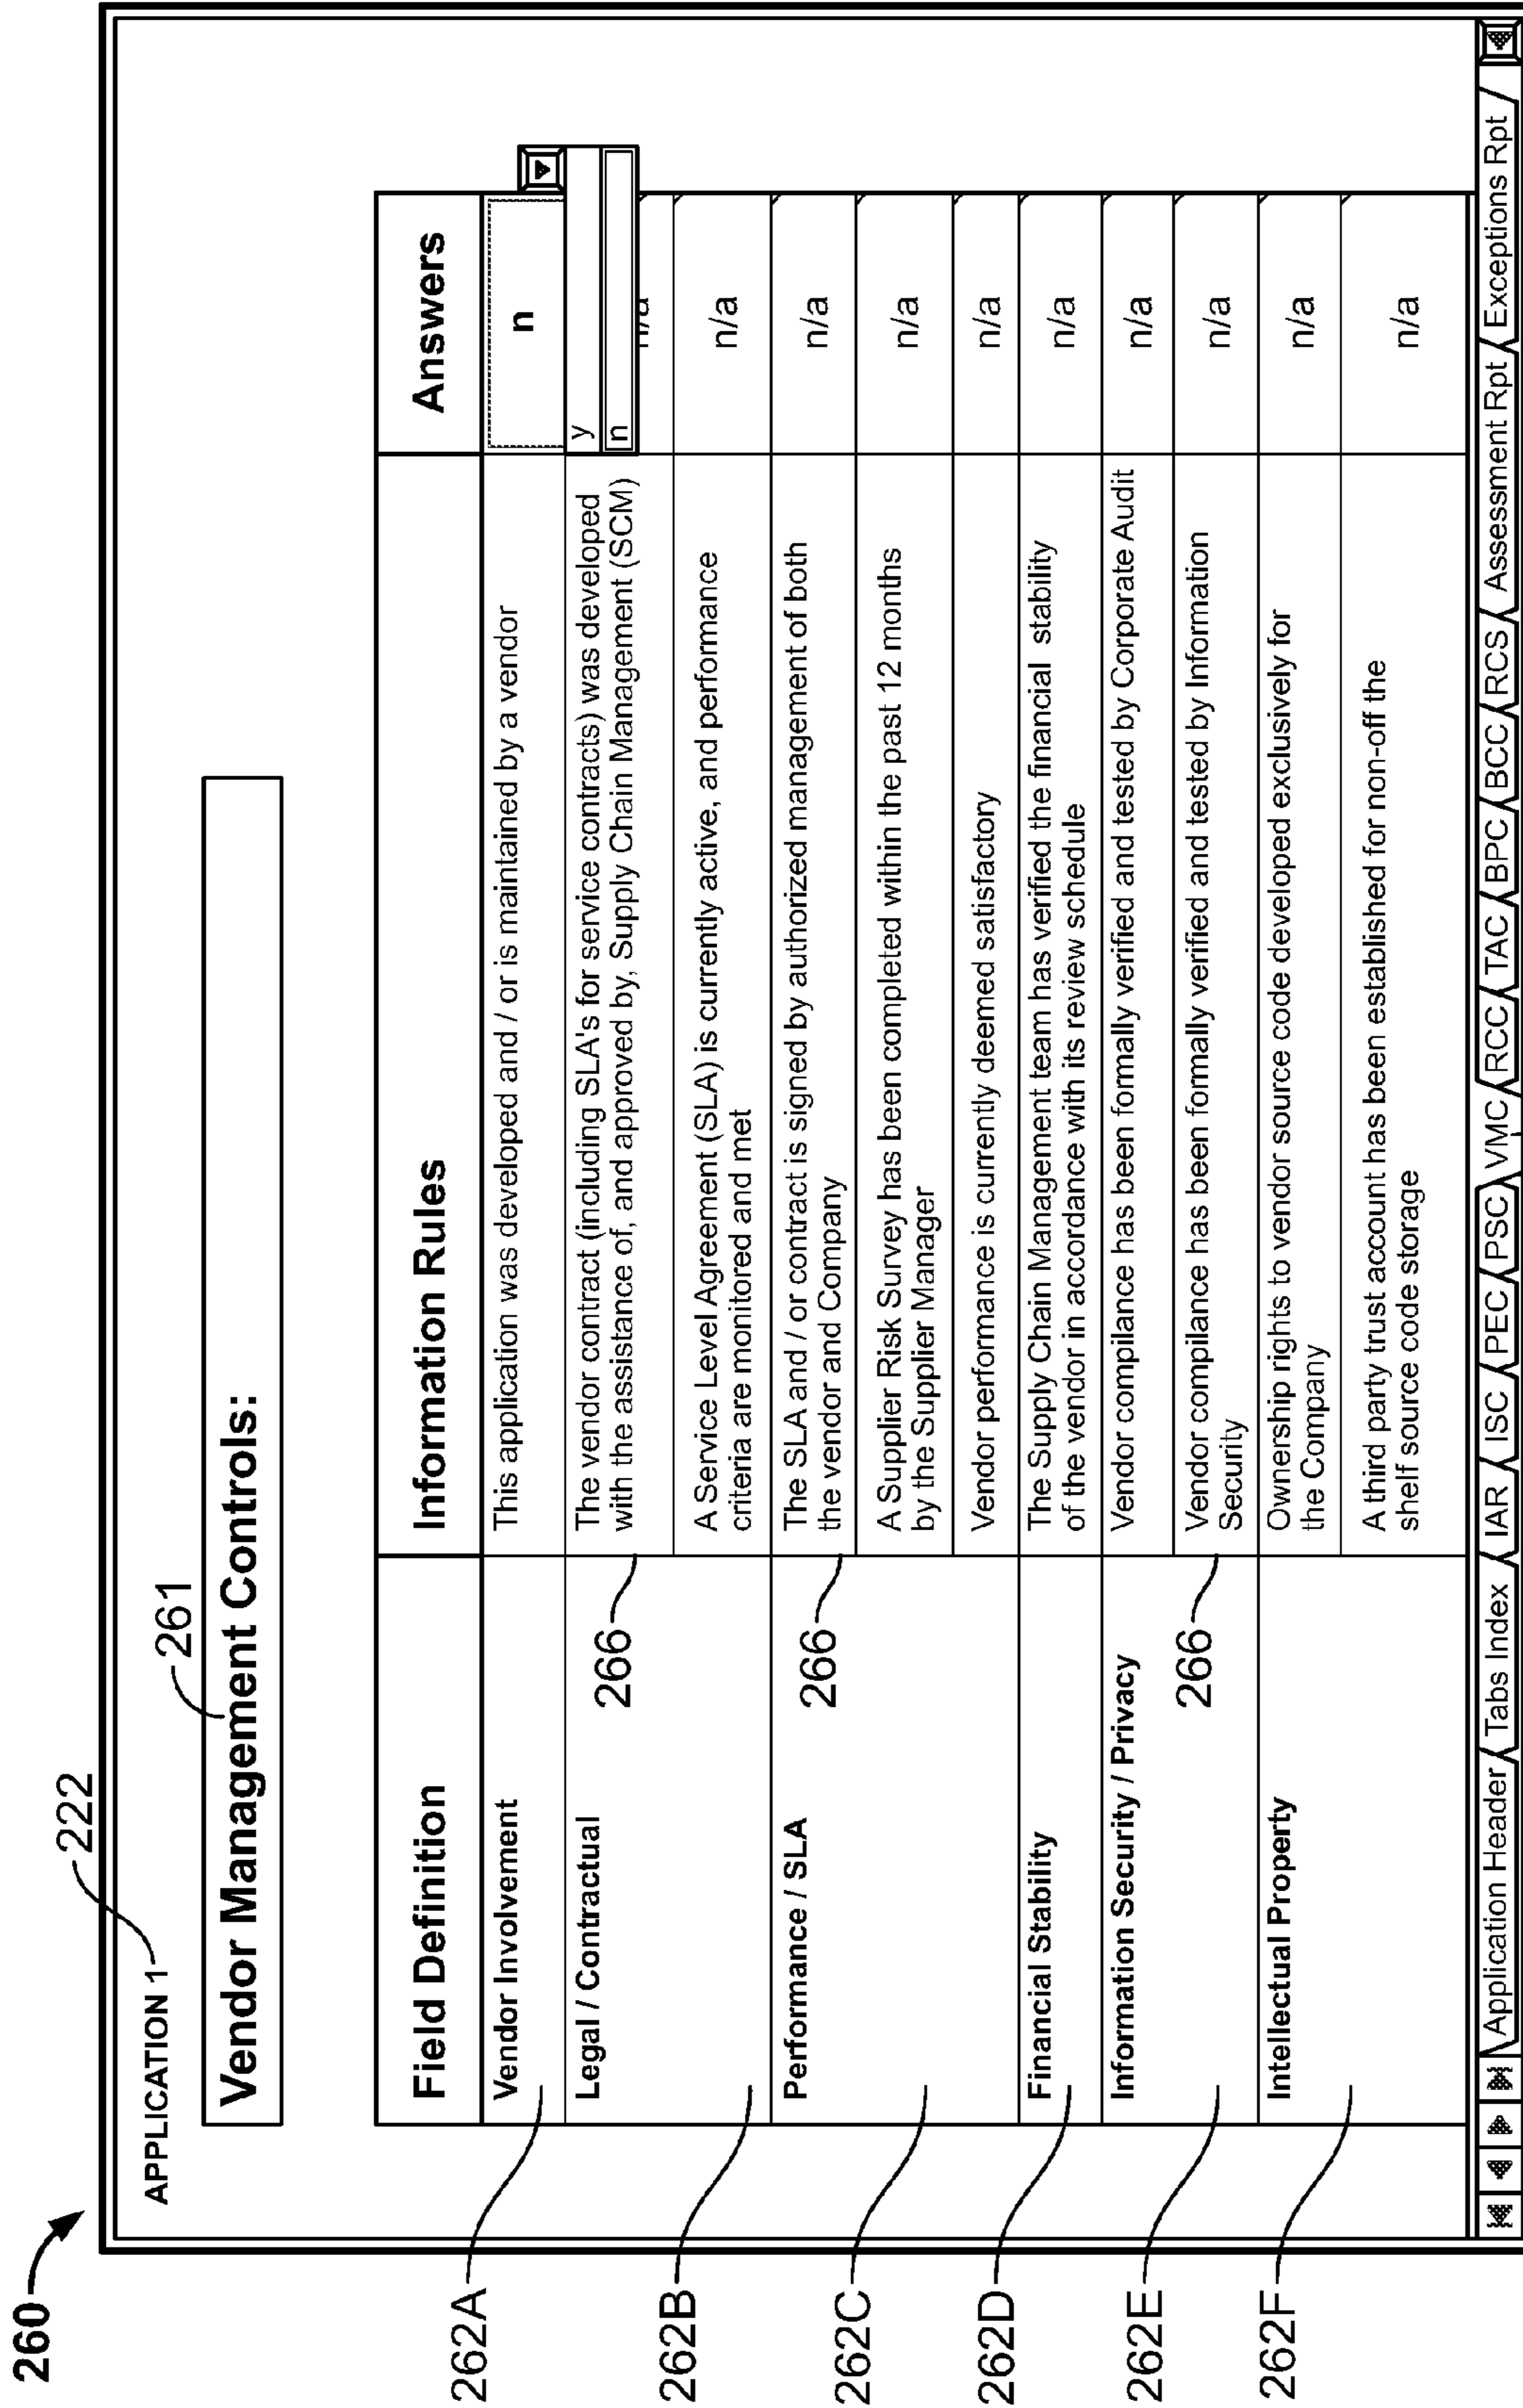 260
222
APPLICATION 1
261
Vendor Management Controls:
Field Definition
Information Rules
Answers
262A
Vendor Involvement
This application was developed and / or is maintained by a vendor
n
y
n
262B
Legal / Contractual
266
The vendor contract (including SLA's for service contracts) was developed
with the assistance of, and approved by, Supply Chain Management (SCM)
n/a
A Service Level Agreement (SLA) is currently active, and performance
criteria are monitored and met
n/a
262C
Performance / SLA
266
The SLA and / or contract is signed by authorized management of both
the vendor and Company
n/a
A Supplier Risk Survey has been completed within the past 12 months
by the Supplier Manager
n/a
Vendor performance is currently deemed satisfactory
n/a
262D
Financial Stability
The Supply Chain Management team has verified the financial stability
of the vendor in accordance with its review schedule
n/a
262E
Information Security / Privacy
266
Vendor compliance has been formally verified and tested by Corporate Audit
n/a
Vendor compilance has been formally verified and tested by Information
Security
n/a
262F
Intellectual Property
Ownership rights to vendor source code developed exclusively for
the Company
n/a
A third party trust account has been established for non-off the
shelf source code storage
n/a
Application Header Tabs Index IAR ISC PEC PSC VMC RCC TAC BPC BCC RCS Assessment Rpt Exceptions Rpt